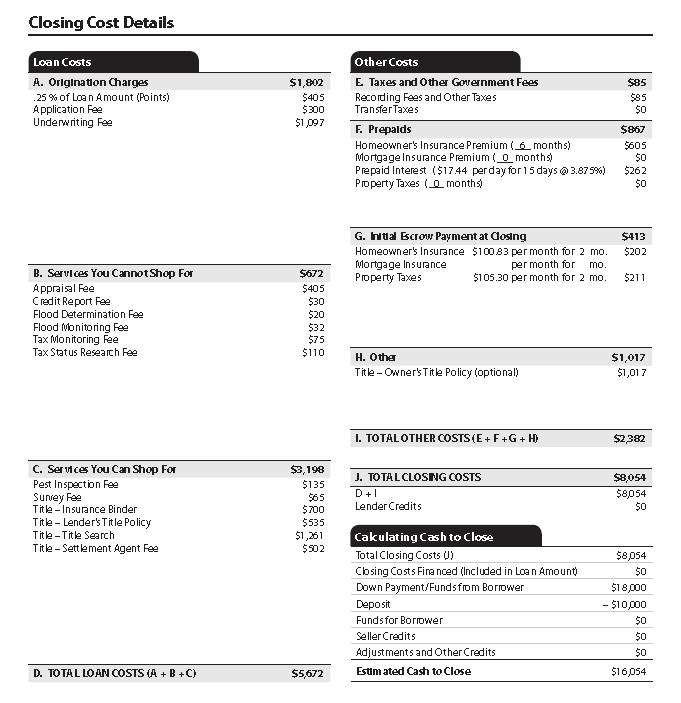 Closing Cost Details
Loan Costs
A. Origination Charges $1,802
.25 % of Loan Amount (Points) $405
Application Fee $300
Underwriting Fee $1,097
B. Services You Cannot Shop For $672
Appraisal Fee $405
Credit Report Fee $30
Flood Determination Fee $20
Flood Monitoring Fee $32
Tax Monitoring Fee $75
Tax Status Research Fee $110
C. Services You Can Shop For $3,198
Pest Inspection Fee $135
Survey Fee $65
Title – Insurance Binder $700
Title – Lender's Title Policy $535
Title – Title Search $1,261
Title – Settlement Agent Fee $502
D. TOTAL LOAN COSTS (A + B + C) $5,672
Other Costs
E. Taxes and Other Government Fees $85
Recording Fees and Other Taxes $85
Transfer Taxes $0
F. Prepaids $867
Homeowner's Insurance Premium ( 6 months) $605
Mortgage Insurance Premium ( 0 months) $0
Prepaid Interest ( $17.44 per day for 15 days @ 3.875%) $262
Property Taxes ( 0 months) $0
G. Initial Escrow Payment at Closing $413
Homeowner's Insurance $100.83 per month for 2 mo. $202
Mortgage Insurance per month for mo.
Property Taxes $105.30 per month for 2 mo. $211
H. Other $1,017
Title – Owner's Title Policy (optional) $1,017
I. TOTAL OTHER COSTS (E + F + G + H) $2,382
J. TOTAL CLOSING COSTS $8,054
D + I $8,054
Lender Credits $0
Calculating Cash to Close
Total Closing Costs (J) $8,054
Closing Costs Financed (Included in Loan Amount) $0
Down Payment/Funds from Borrower $18,000
Deposit – $10,000
Funds for Borrower $0
Seller Credits $0
Adjustments and Other Credits $0
Estimated Cash to Close $16,054